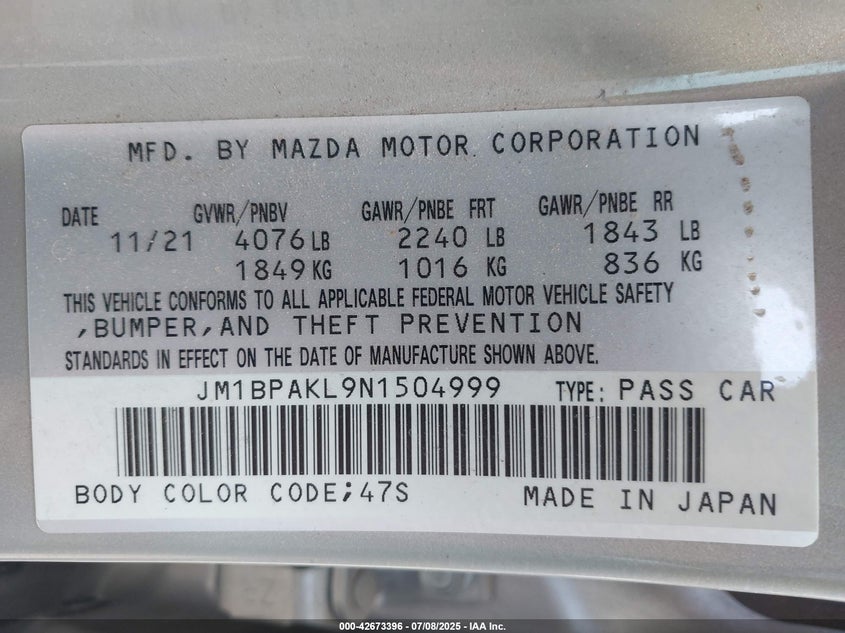 MFD. BY MAZDA MOTOR CORPORATION
DATE GVWR/PNBV GAWR/PNBE FRT GAWR/PNBE RR
11/21 4076 LB 2240 LB 1843 LB
1849 KG 1016 KG 836 KG
THIS VEHICLE CONFORMS TO ALL APPLICABLE FEDERAL MOTOR VEHICLE SAFETY
,BUMPER,AND THEFT PREVENTION
STANDARDS IN EFFECT ON THE DATE OF MANUFACTURE SHOWN ABOVE.
JM1BPAKL9N1504999 TYPE: PASS CAR
BODY COLOR CODE;47S MADE IN JAPAN
000-42673396 - 07/08/2025 - IAA Inc.